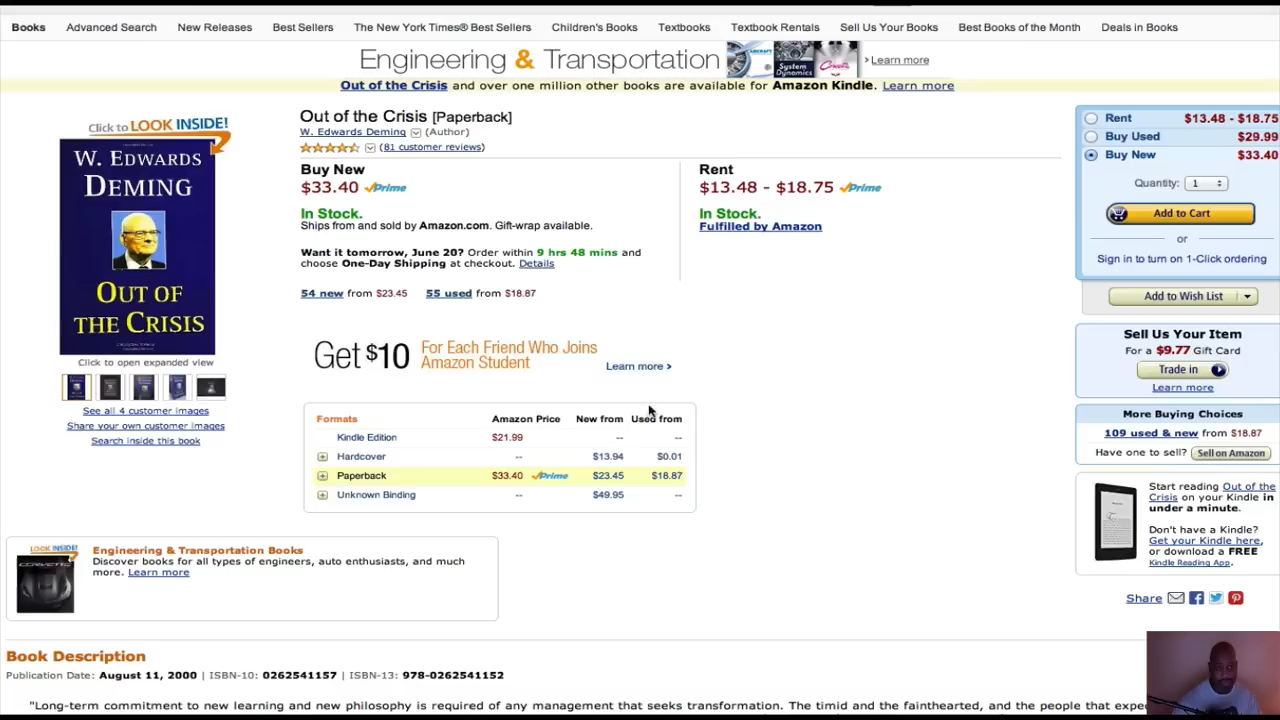 Books Advanced Search New Releases Best Sellers The New York Times® Best Sellers Children's Books Textbooks Textbook Rentals Sell Us Your Books Best Books of the Month Deals in Books
Engineering & Transportation
AIRCRAFT
System Dynamics
› Learn more
Out of the Crisis and over one million other books are available for Amazon Kindle. Learn more
Click to LOOK INSIDE!
W. EDWARDS
DEMING
OUT OF
THE CRISIS
Click to open expanded view
See all 4 customer images
Share your own customer images
Search inside this book
Out of the Crisis [Paperback]
W. Edwards Deming (Author)
(81 customer reviews)
Buy New
$33.40 Prime
In Stock.
Ships from and sold by Amazon.com. Gift-wrap available.
Want it tomorrow, June 20? Order within 9 hrs 48 mins and
choose One-Day Shipping at checkout. Details
54 new from $23.45 55 used from $18.87
Rent
$13.48 - $18.75 Prime
In Stock.
Fulfilled by Amazon
Get $10 For Each Friend Who Joins
Amazon Student
Learn more ›
Formats Amazon Price New from Used from
Kindle Edition $21.99 -- --
Hardcover -- $13.94 $0.01
Paperback $33.40 Prime $23.45 $18.87
Unknown Binding -- $49.95 --
Rent $13.48 - $18.75
Buy Used $29.99
Buy New $33.40
Quantity: 1
Add to Cart
or
Sign in to turn on 1-Click ordering
Add to Wish List
Sell Us Your Item
For a $9.77 Gift Card
Trade in
Learn more
More Buying Choices
109 used & new from $18.87
Have one to sell? Sell on Amazon
Start reading Out of the
Crisis on your Kindle in
under a minute.
Don't have a Kindle?
Get your Kindle here,
or download a FREE
Kindle Reading App.
Share
LOOK INSIDE!
CORVETTE
Engineering & Transportation Books
Discover books for all types of engineers, auto enthusiasts, and much
more. Learn more
Book Description
Publication Date: August 11, 2000 | ISBN-10: 0262541157 | ISBN-13: 978-0262541152
"Long-term commitment to new learning and new philosophy is required of any management that seeks transformation. The timid and the fainthearted, and the people that expe